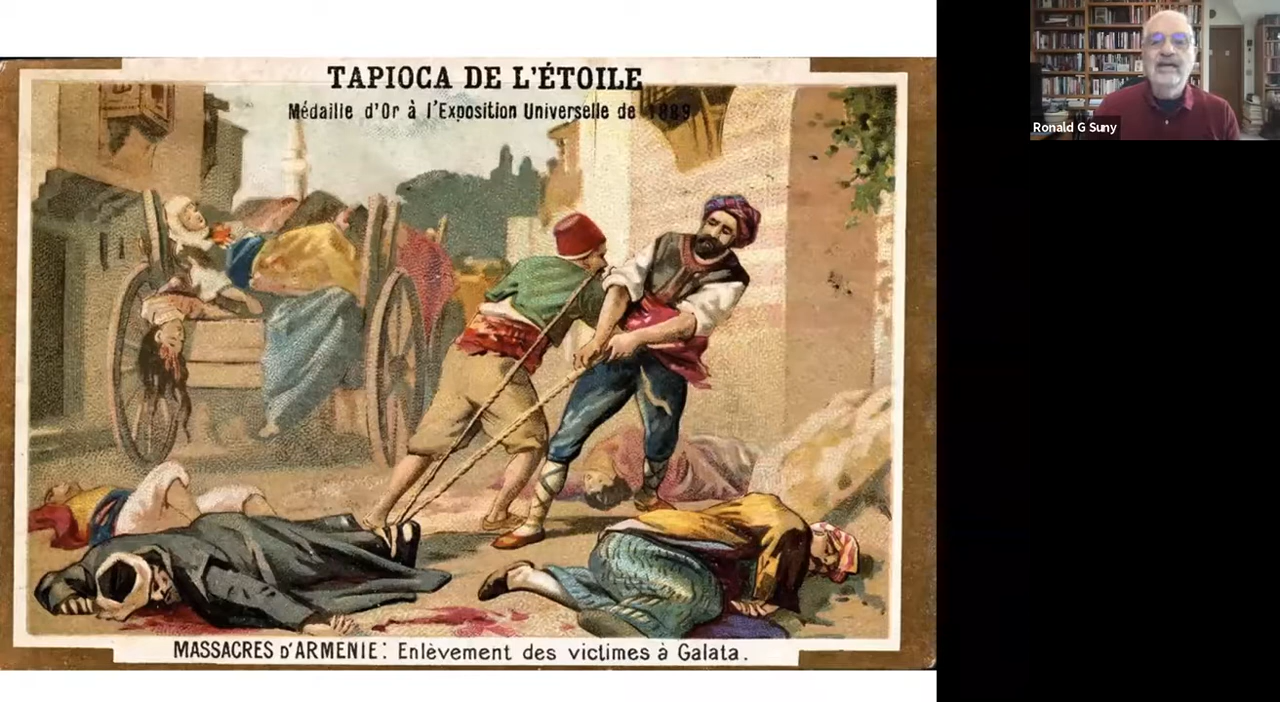 TAPIOCA DE L'ÉTOILE
Médaille d'Or à l'Exposition Universelle de 1889
MASSACRES D'ARMENIE: Enlèvement des victimes à Galata.
Ronald G Suny